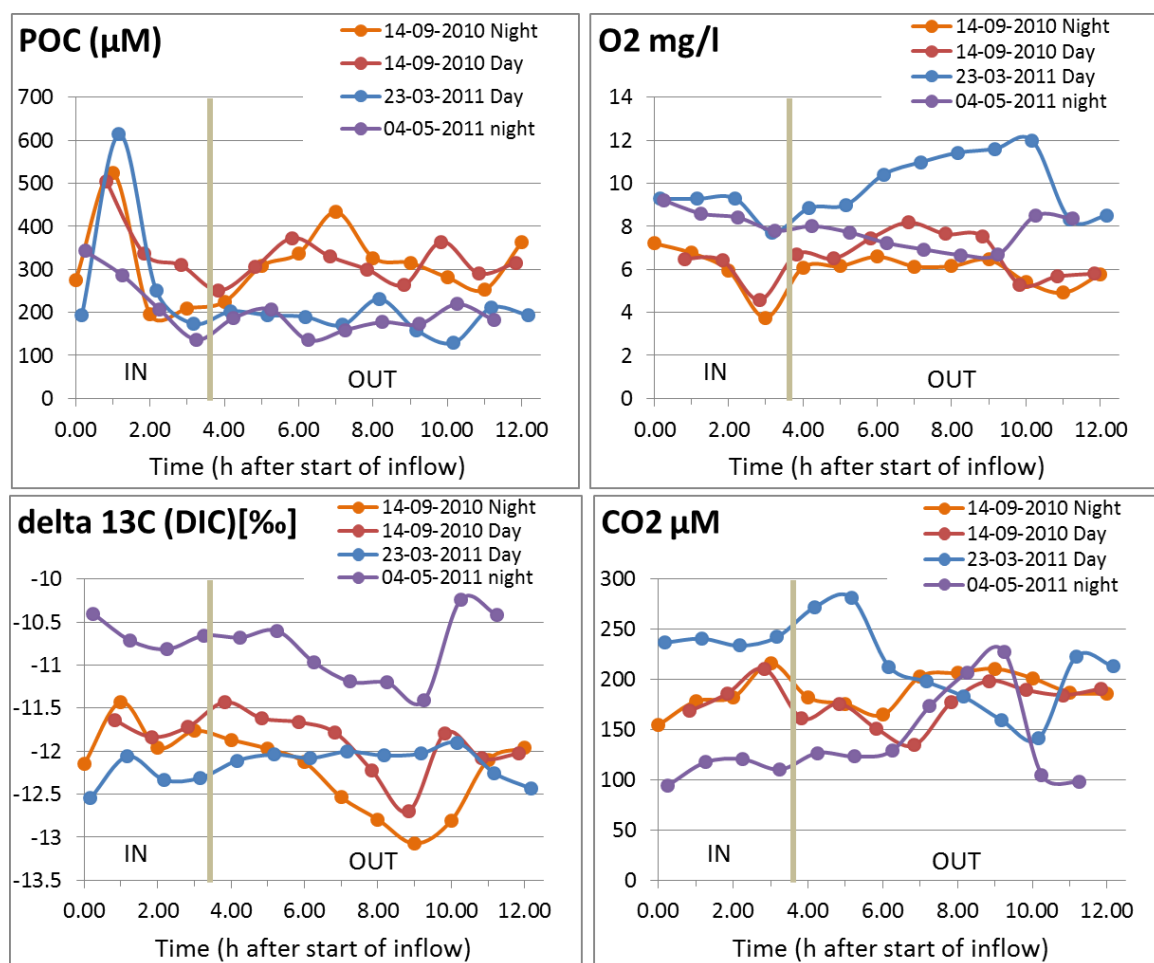 POC (µM)
14-09-2010 Night
14-09-2010 Day
23-03-2011 Day
04-05-2011 night
700
600
500
400
300
200
100
0
IN
OUT
0.00 2.00 4.00 6.00 8.00 10.00 12.00
Time (h after start of inflow)
O2 mg/l
14-09-2010 Night
14-09-2010 Day
23-03-2011 Day
04-05-2011 night
14
12
10
8
6
4
2
0
IN
OUT
0.00 2.00 4.00 6.00 8.00 10.00 12.00
Time (h after start of inflow)
delta 13C (DIC)[‰]
14-09-2010 Night
14-09-2010 Day
23-03-2011 Day
04-05-2011 night
-10
-10.5
-11
-11.5
-12
-12.5
-13
-13.5
IN
OUT
0.00 2.00 4.00 6.00 8.00 10.00 12.00
Time (h after start of inflow)
CO2 µM
14-09-2010 Night
14-09-2010 Day
23-03-2011 Day
04-05-2011 night
300
250
200
150
100
50
0
IN
OUT
0.00 2.00 4.00 6.00 8.00 10.00 12.00
Time (h after start of inflow)